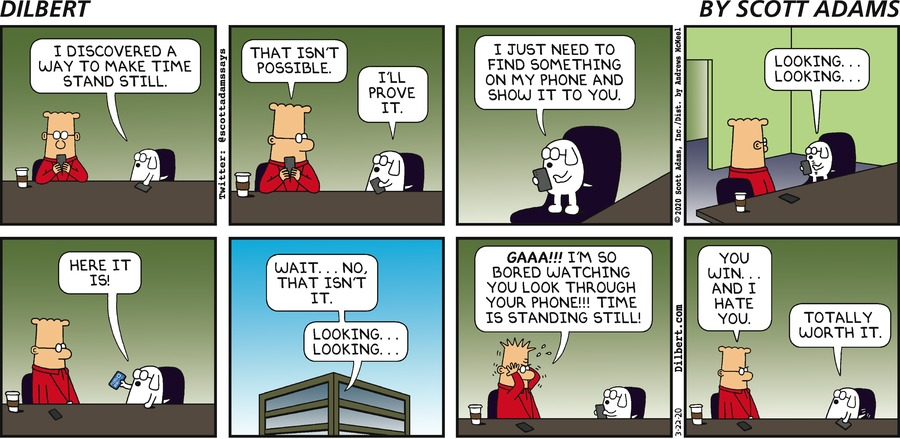 DILBERT
BY SCOTT ADAMS
I DISCOVERED A
WAY TO MAKE TIME
STAND STILL.
Twitter: @scottadamssays
THAT ISN'T
POSSIBLE.
I'LL
PROVE
IT.
I JUST NEED TO
FIND SOMETHING
ON MY PHONE AND
SHOW IT TO YOU.
© 2020 Scott Adams, Inc./Dist. by Andrews McMeel
LOOKING...
LOOKING...
HERE IT
IS!
WAIT...NO,
THAT ISN'T
IT.
LOOKING...
LOOKING...
GAAA!!! I'M SO
BORED WATCHING
YOU LOOK THROUGH
YOUR PHONE!!! TIME
IS STANDING STILL!
Dilbert.com
3-22-20
YOU
WIN...
AND I
HATE
YOU.
TOTALLY
WORTH IT.